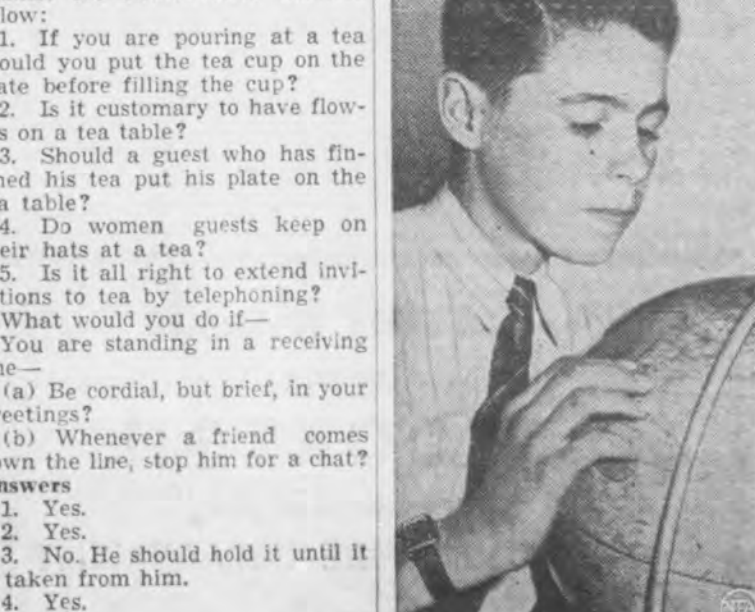 low:
1. If you are pouring at a tea
ould you put the tea cup on the
ate before filling the cup?
2. Is it customary to have flow-
s on a tea table?
3. Should a guest who has fin-
hed his tea put his plate on the
a table?
4. Do women guests keep on
eir hats at a tea?
5. Is it all right to extend invi-
tions to tea by telephoning?
What would you do if—
You are standing in a receiving
ne—
(a) Be cordial, but brief, in your
eetings?
(b) Whenever a friend comes
own the line, stop him for a chat?
nswers
1. Yes.
2. Yes.
3. No. He should hold it until it
taken from him.
4. Yes.